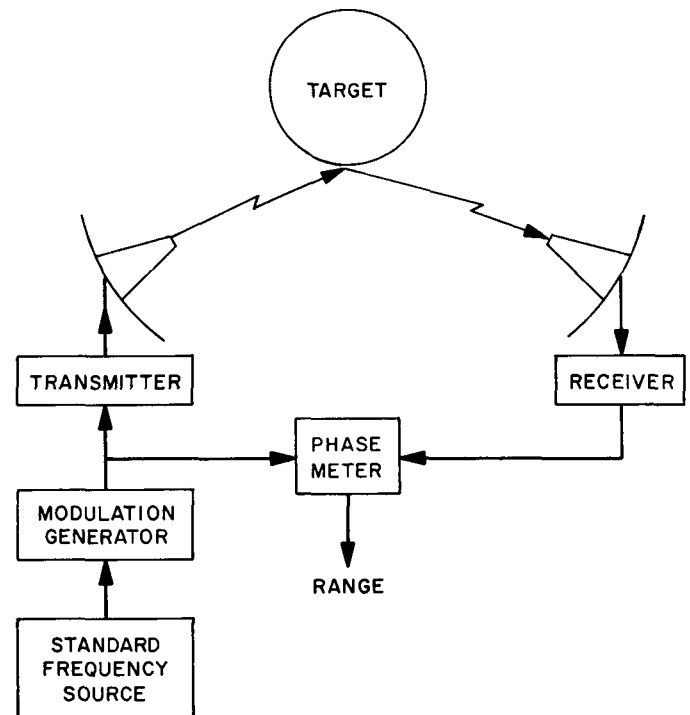 TARGET
TRANSMITTER
RECEIVER
PHASE
METER
MODULATION
GENERATOR
RANGE
STANDARD
FREQUENCY
SOURCE